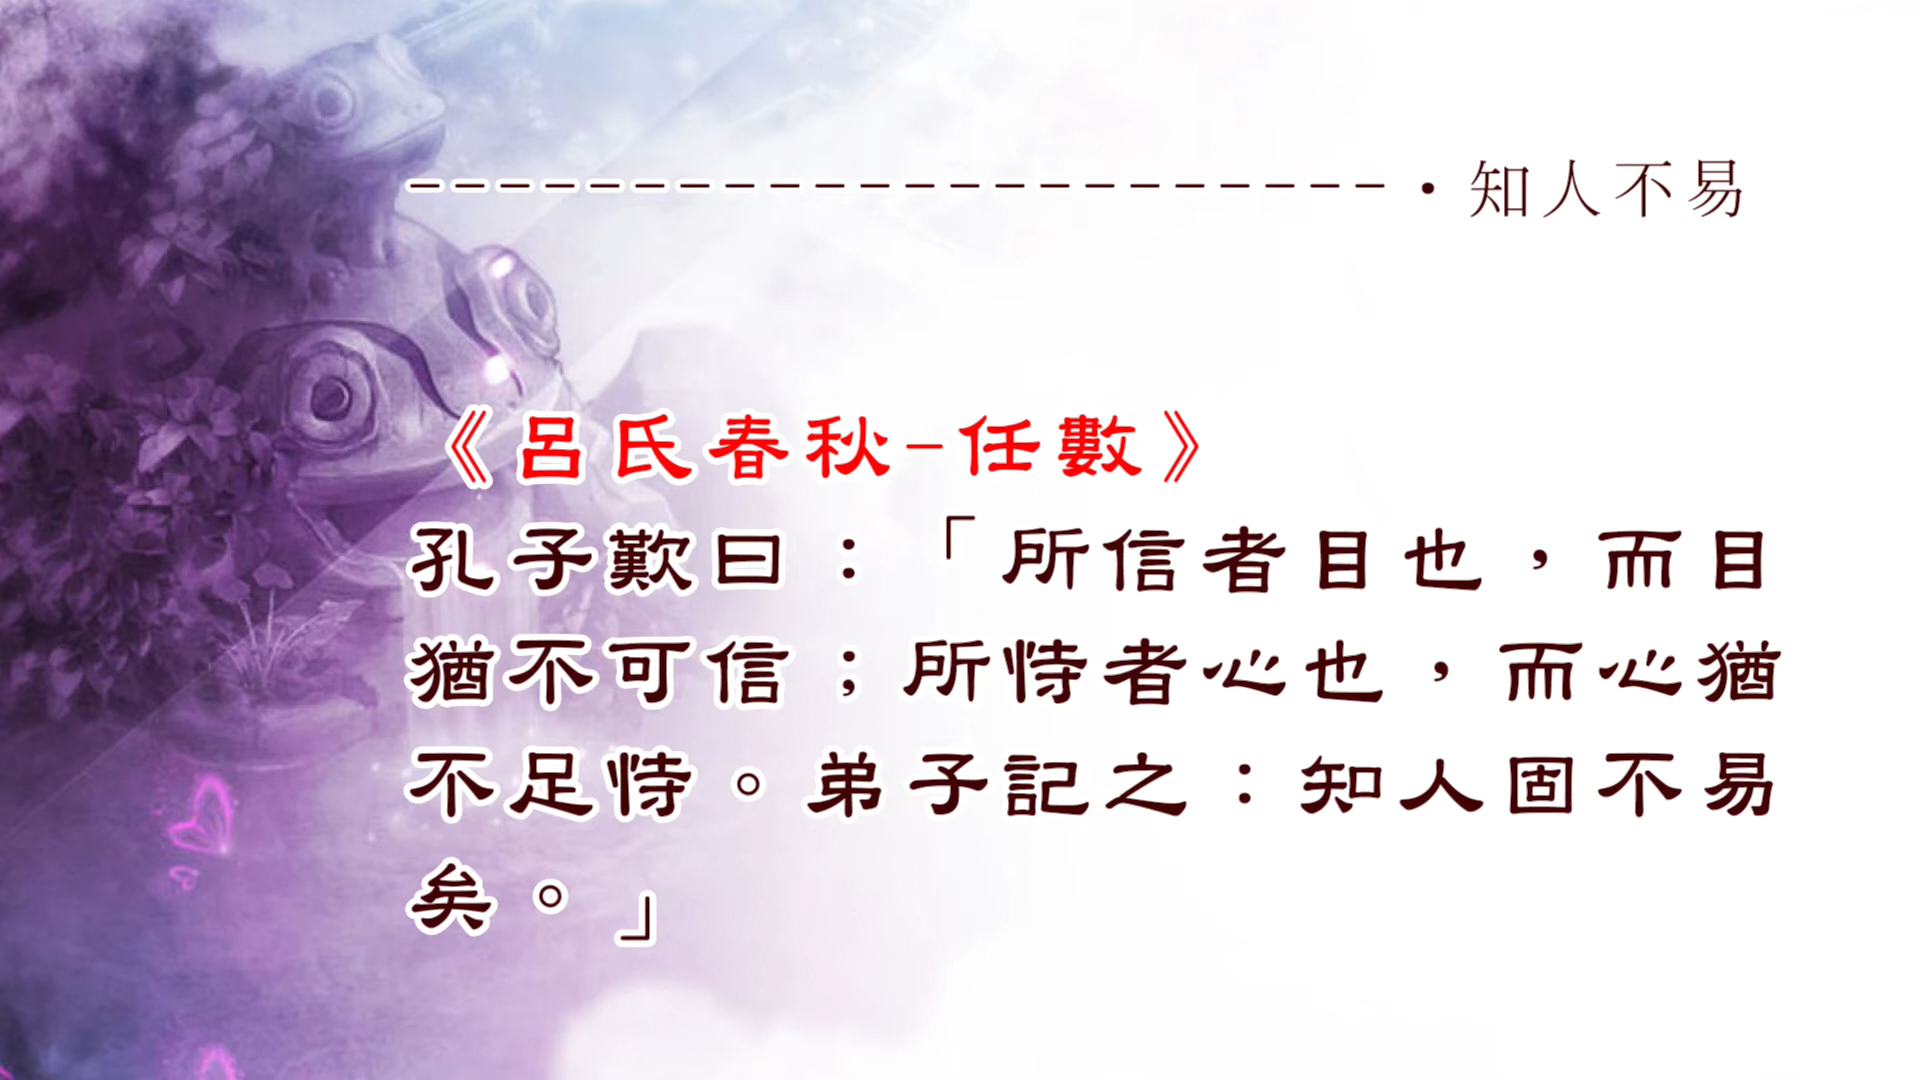 ------------------------·知人不易
《呂氏春秋-任數》
孔子歎曰：「所信者目也，而目
猶不可信；所恃者心也，而心猶
不足恃。弟子記之：知人固不易
矣。」